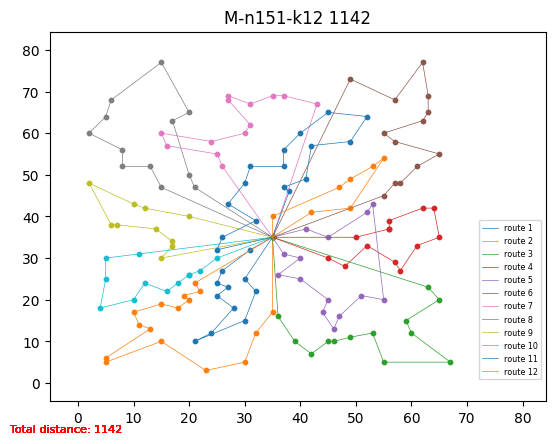 M-n151-k12 1142
80
70
60
50
40
30
20
10
0
0 10 20 30 40 50 60 70 80
route 1
route 2
route 3
route 4
route 5
route 6
route 7
route 8
route 9
route 10
route 11
route 12
Total distance: 1142